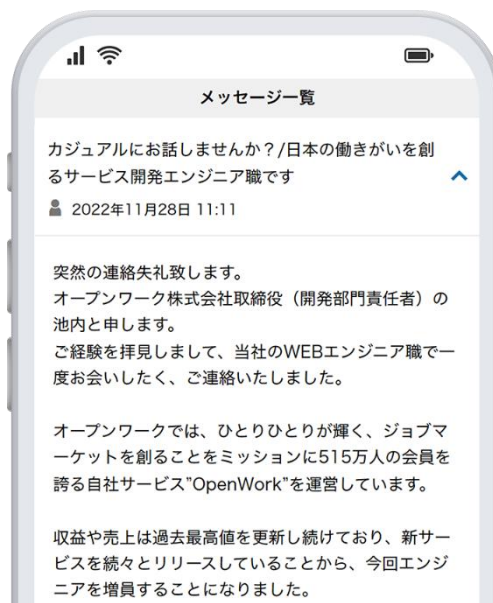 メッセージ一覧
カジュアルにお話しませんか？/日本の働きがいを創
るサービス開発エンジニア職です
2022年11月28日 11:11
突然の連絡失礼致します。
オープンワーク株式会社取締役（開発部門責任者）の
池内と申します。
ご経験を拝見しまして、当社のWEBエンジニア職で一
度お会いしたく、ご連絡いたしました。
オープンワークでは、ひとりひとりが輝く、ジョブマ
ーケットを創ることをミッションに515万人の会員を
誇る自社サービス”OpenWork”を運営しています。
収益や売上は過去最高値を更新し続けており、新サー
ビスを続々とリリースしていることから、今回エンジ
ニアを増員することになりました。